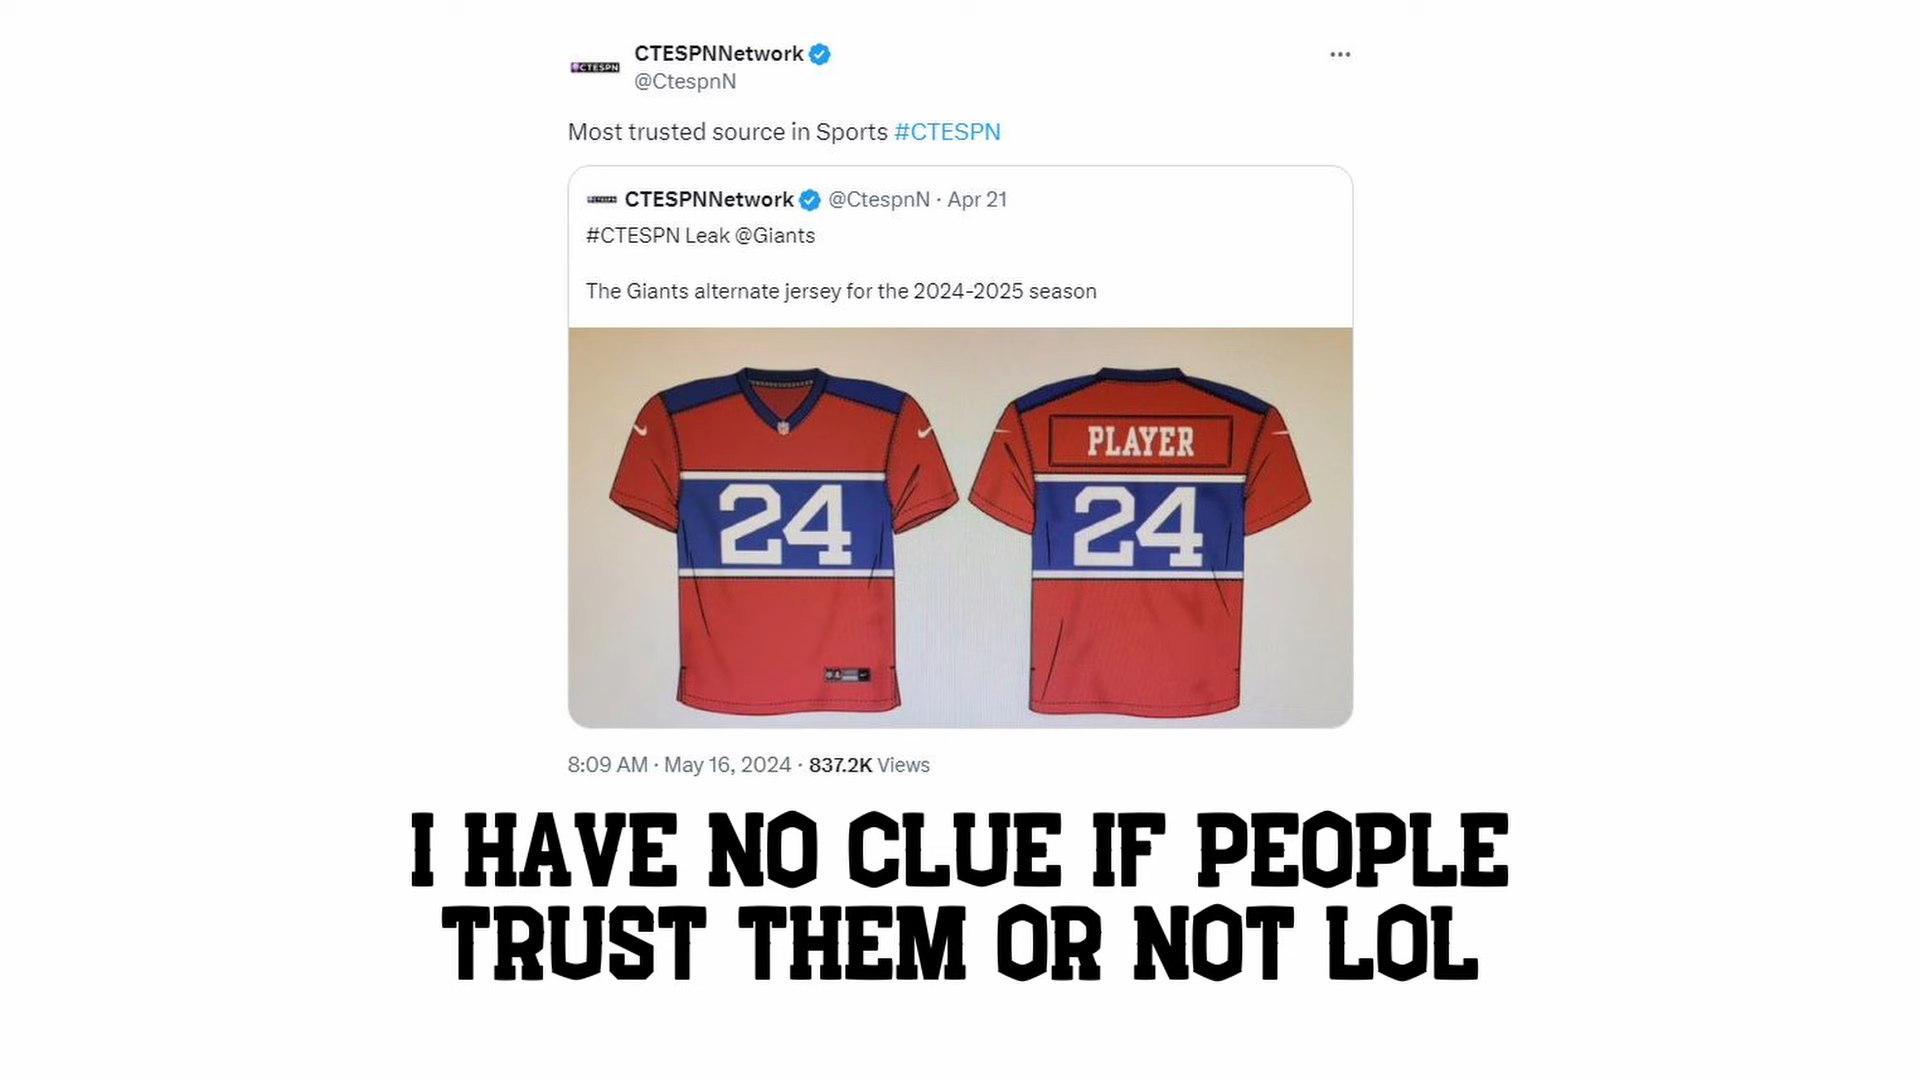 CTESPNNetwork
CTESPN
@CtespnN
Most trusted source in Sports #CTESPN
CTESPNNetwork @CtespnN · Apr 21
#CTESPN Leak @Giants
The Giants alternate jersey for the 2024-2025 season
PLAYER
24
24
8:09 AM · May 16, 2024 · 837.2K Views
I HAVE NO CLUE IF PEOPLE
TRUST THEM OR NOT LOL